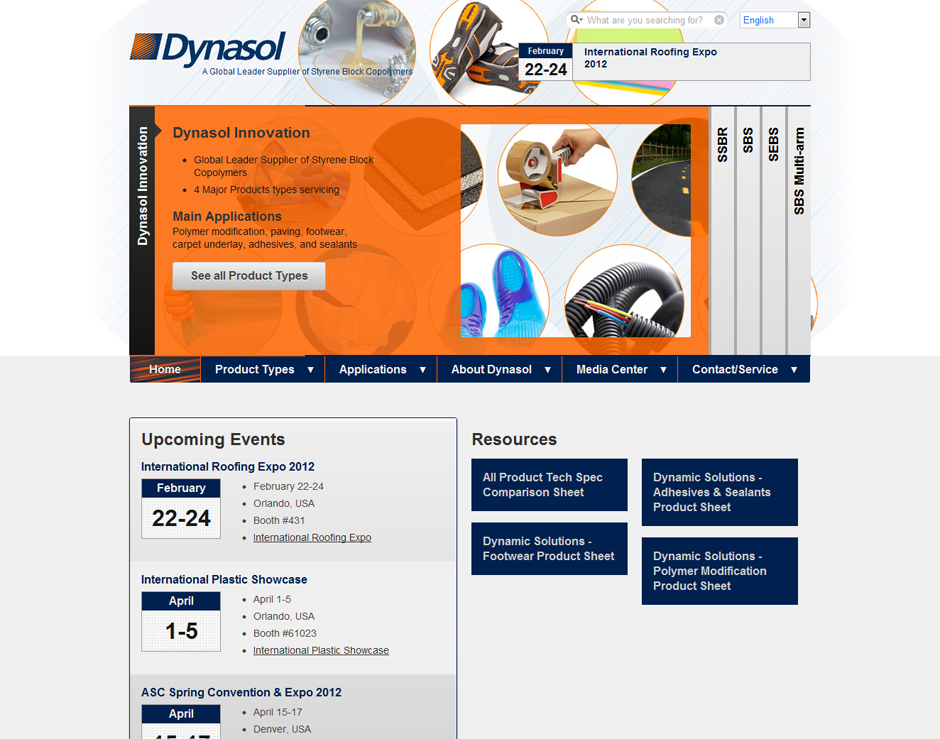 What are you searching for?
English
Dynasol
A Global Leader Supplier of Styrene Block Copolymers
February
22-24
International Roofing Expo
2012
Dynasol Innovation
Dynasol Innovation
Global Leader Supplier of Styrene Block
Copolymers
4 Major Products types servicing
Main Applications
Polymer modification, paving, footwear,
carpet underlay, adhesives, and sealants
See all Product Types
SSBR
SBS
SEBS
SBS Multi-arm
Home
Product Types
Applications
About Dynasol
Media Center
Contact/Service
Upcoming Events
International Roofing Expo 2012
February
22-24
February 22-24
Orlando, USA
Booth #431
International Roofing Expo
International Plastic Showcase
April
1-5
April 1-5
Orlando, USA
Booth #61023
International Plastic Showcase
ASC Spring Convention & Expo 2012
April
15-17
April 15-17
Denver, USA
Resources
All Product Tech Spec
Comparison Sheet
Dynamic Solutions -
Adhesives & Sealants
Product Sheet
Dynamic Solutions -
Footwear Product Sheet
Dynamic Solutions -
Polymer Modification
Product Sheet